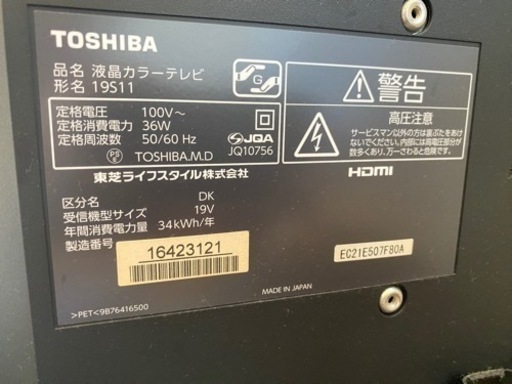 TOSHIBA
品名 液晶カラーテレビ
形名 19S11
G
定格電圧 100V~
定格消費電力 36W
定格周波数 50/60 Hz
PS
E
TOSHIBA.M.D
JQA
JQ10756
東芝ライフスタイル株式会社
区分名 DK
受信機型サイズ 19V
年間消費電力量 34kWh/年
製造番号
16423121
>PET< 9B76416500
警告
高圧注意
サービスマン以外の方は裏ぶたをあけ
ないでください。内部には高電圧部分が
数多くあり、万一さわると危険です。
HDMI
EC21E507F80A
MADE IN JAPAN